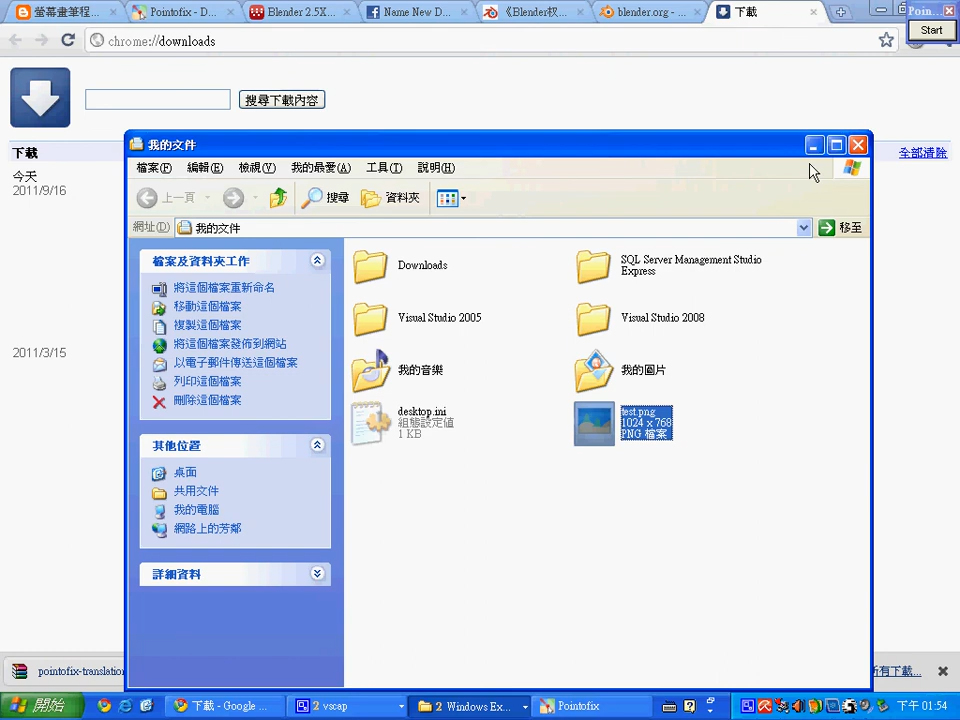 螢幕畫筆程...
Pointofix - D...
Blender 2.5X...
Name New D...
《Blender权...
blender.org - ...
下載
Poin...
Start
chrome://downloads
搜尋下載內容
下載
全部清除
今天
2011/9/16
2011/3/15
我的文件
檔案(F) 編輯(E) 檢視(V) 我的最愛(A) 工具(T) 說明(H)
上一頁 搜尋 資料夾
網址(D) 我的文件 移至
檔案及資料夾工作
將這個檔案重新命名
移動這個檔案
複製這個檔案
將這個檔案發佈到網站
以電子郵件傳送這個檔案
列印這個檔案
刪除這個檔案
其他位置
桌面
共用文件
我的電腦
網路上的芳鄰
詳細資料
Downloads
SQL Server Management Studio
Express
Visual Studio 2005
Visual Studio 2008
我的音樂
我的圖片
desktop.ini
組態設定值
1 KB
test.png
1024 x 768
PNG 檔案
pointofix-translation
所有下載...
開始
下載 - Google ...
2 vscap
2 Windows Ex...
Pointofix
下午 01:54